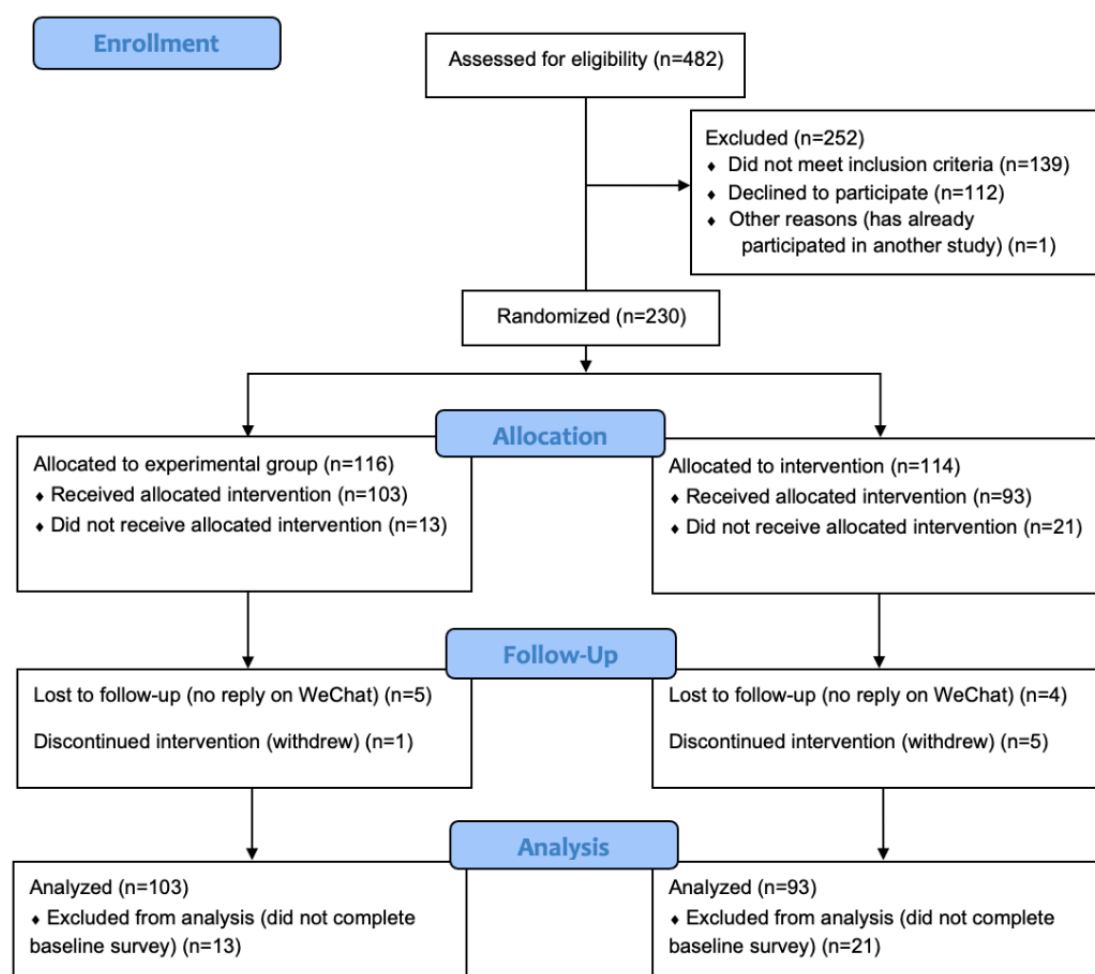 Enrollment
Assessed for eligibility (n=482)
Excluded (n=252)
♦ Did not meet inclusion criteria (n=139)
♦ Declined to participate (n=112)
♦ Other reasons (has already
participated in another study) (n=1)
Randomized (n=230)
Allocation
Allocated to experimental group (n=116)
♦ Received allocated intervention (n=103)
♦ Did not receive allocated intervention (n=13)
Allocated to intervention (n=114)
♦ Received allocated intervention (n=93)
♦ Did not receive allocated intervention (n=21)
Follow-Up
Lost to follow-up (no reply on WeChat) (n=5)
Discontinued intervention (withdrew) (n=1)
Lost to follow-up (no reply on WeChat) (n=4)
Discontinued intervention (withdrew) (n=5)
Analysis
Analyzed (n=103)
♦ Excluded from analysis (did not complete
baseline survey) (n=13)
Analyzed (n=93)
♦ Excluded from analysis (did not complete
baseline survey) (n=21)